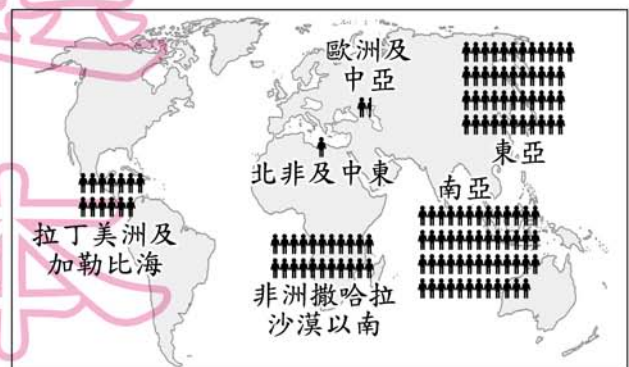 歐洲及
中亞
東亞
北非及中東
南亞
拉丁美洲及
加勒比海
非洲撒哈拉
沙漠以南